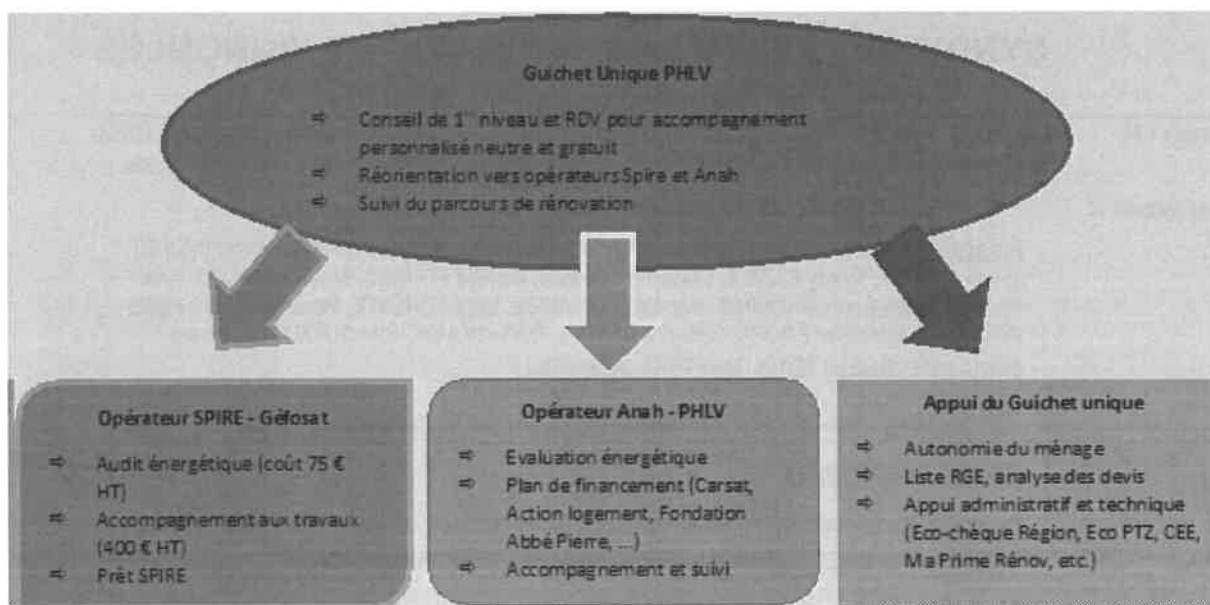 Guichet Unique PHLV
⇨ Conseil de 1er niveau et RDV pour accompagnement
personnalisé neutre et gratuit
⇨ Réorientation vers opérateurs Spire et Anah
⇨ Suivi du parcours de rénovation
Opérateur SPIRE - Géfosat
⇨ Audit énergétique (coût 75 €
HT)
⇨ Accompagnement aux travaux
(400 € HT)
⇨ Prêt SPIRE
Opérateur Anah - PHLV
⇨ Evaluation énergétique
⇨ Plan de financement (Carsat,
Action logement, Fondation
Abbé Pierre, ...)
⇨ Accompagnement et suivi
Appui du Guichet unique
⇨ Autonomie du ménage
⇨ Liste RGE, analyse des devis
⇨ Appui administratif et technique
(Eco-chèque Région, Eco PTZ, CEE,
Ma Prime Rénov, etc.)